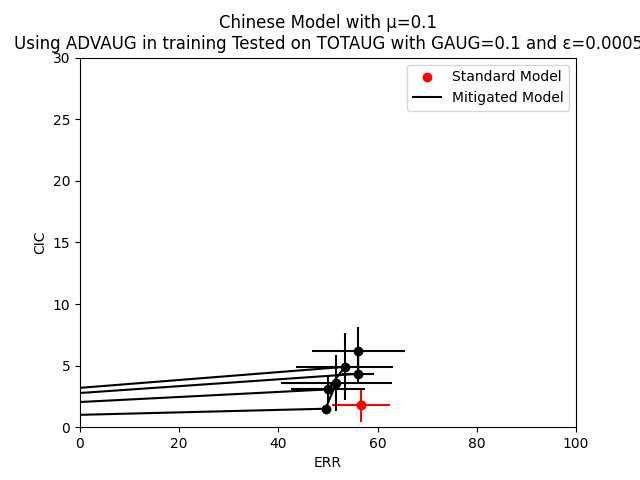 Chinese Model with μ=0.1
Using ADVAUG in training Tested on TOTAUG with GAUG=0.1 and ε=0.0005
30
25
20
15
10
5
0
CIC
Standard Model
Mitigated Model
0 20 40 60 80 100
ERR